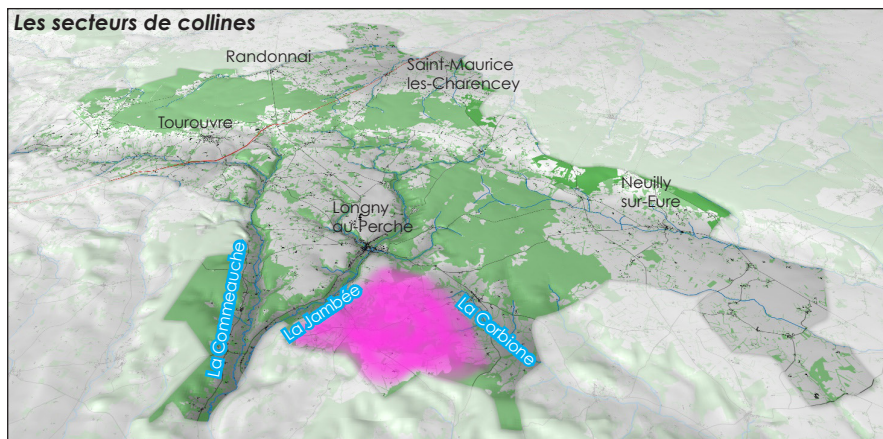 Les secteurs de collines
Randonnai
Saint-Maurice
les-Charencey
Tourouvre
Neuilly
sur-Eure
Longny
au-Perche
La Commeauche
La Jambée
La Corbione